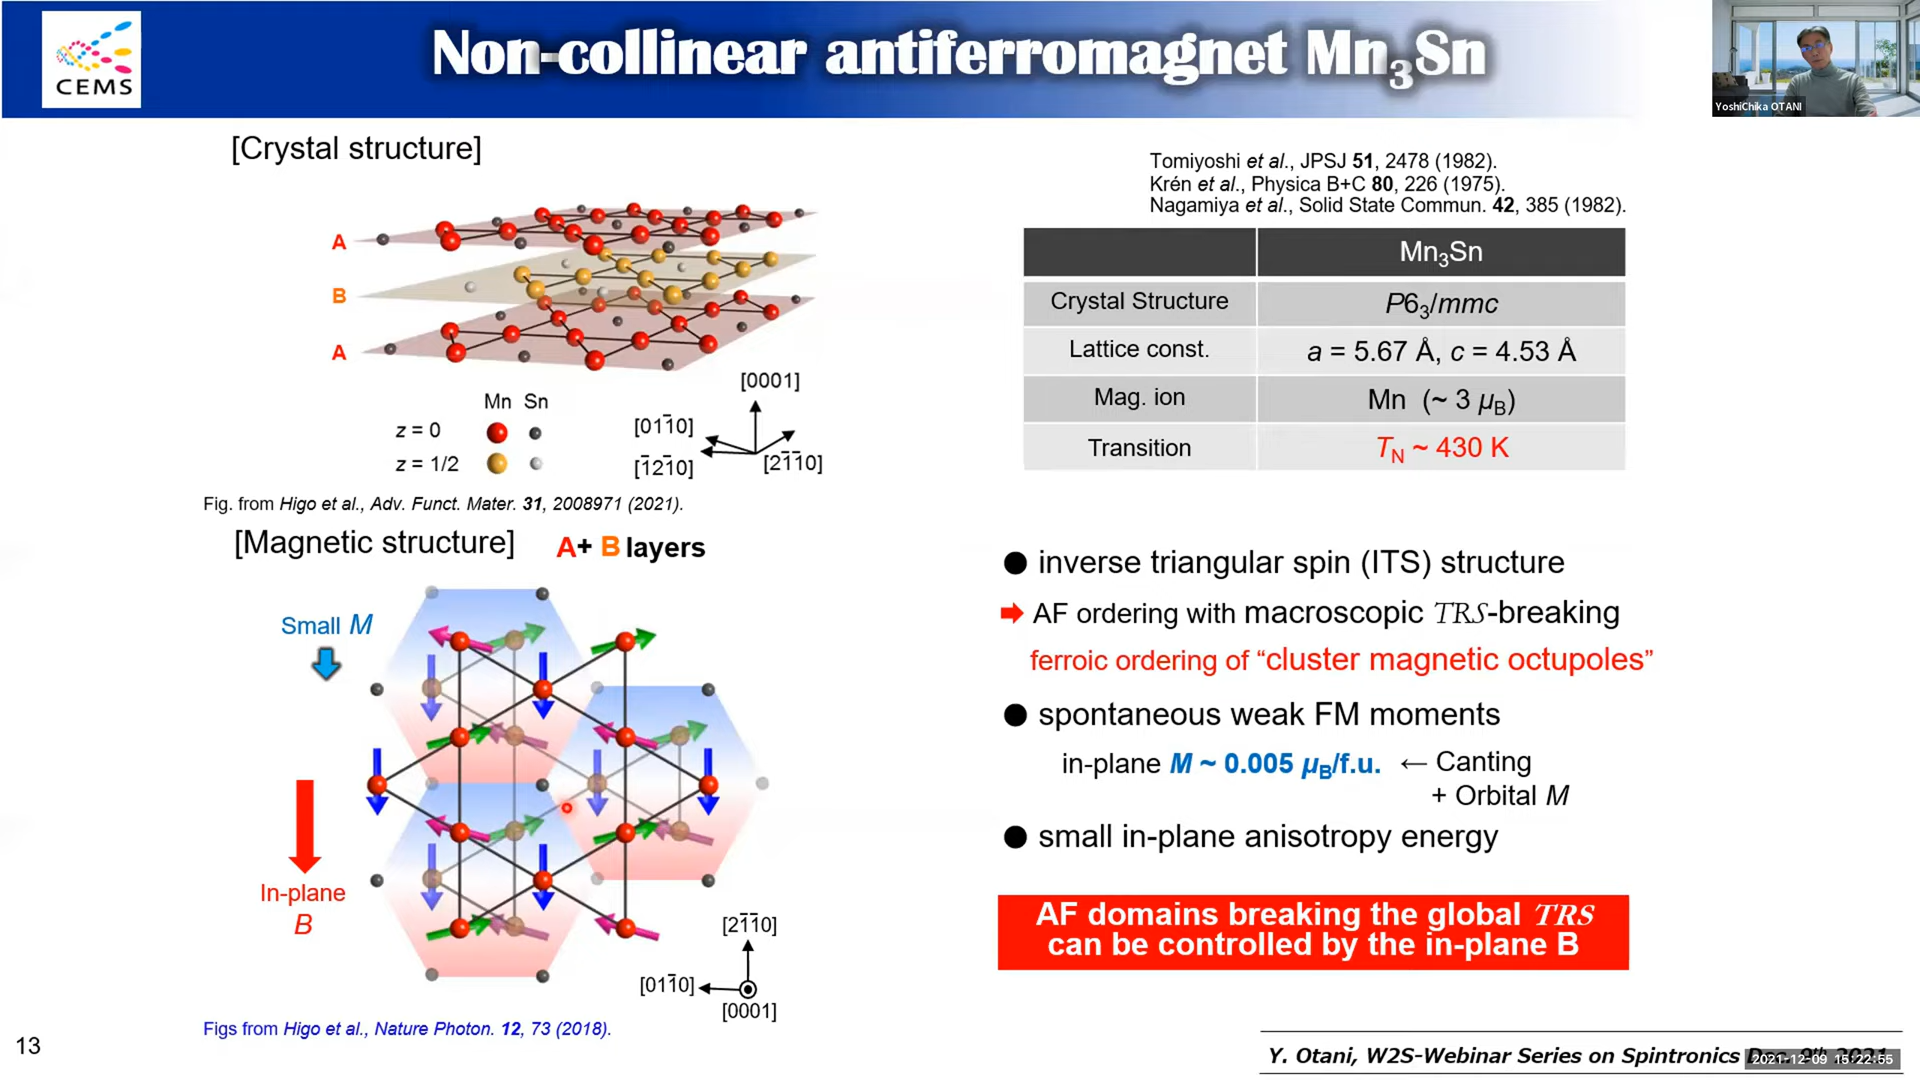 CEMS
Non-collinear antiferromagnet Mn₃Sn
YoshiChika OTANI
[Crystal structure]
A
B
A
Mn Sn
z = 0
z = 1/2
[0001]
[011̅0]
[1̅21̅0]
[21̅1̅0]
Fig. from Higo et al., Adv. Funct. Mater. 31, 2008971 (2021).
Tomiyoshi et al., JPSJ 51, 2478 (1982).
Krén et al., Physica B+C 80, 226 (1975).
Nagamiya et al., Solid State Commun. 42, 385 (1982).
Mn₃Sn
Crystal Structure P6₃/mmc
Lattice const. a = 5.67 Å, c = 4.53 Å
Mag. ion Mn (~ 3 μB)
Transition TN ~ 430 K
[Magnetic structure] A+ B layers
Small M
In-plane
B
[21̅1̅0]
[011̅0]
[0001]
Figs from Higo et al., Nature Photon. 12, 73 (2018).
● inverse triangular spin (ITS) structure
➡ AF ordering with macroscopic TRS-breaking
ferroic ordering of “cluster magnetic octupoles”
● spontaneous weak FM moments
in-plane M ~ 0.005 μB/f.u. ← Canting
+ Orbital M
● small in-plane anisotropy energy
AF domains breaking the global TRS
can be controlled by the in-plane B
13
Y. Otani, W2S-Webinar Series on Spintronics
2021-12-09 15:22:55